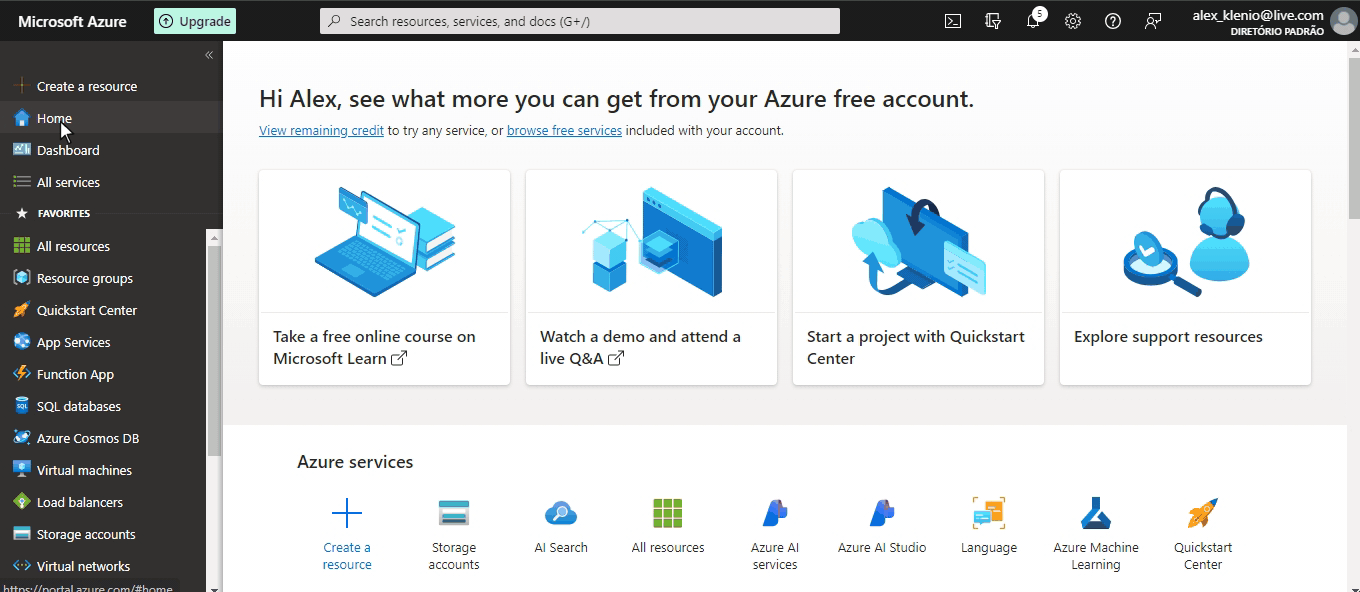 Microsoft Azure
Upgrade
Search resources, services, and docs (G+/)
5
alex_klenio@live.com
DIRETÓRIO PADRÃO
Create a resource
Home
Dashboard
All services
FAVORITES
All resources
Resource groups
Quickstart Center
App Services
Function App
SQL databases
Azure Cosmos DB
Virtual machines
Load balancers
Storage accounts
Virtual networks
https://portal.azure.com/#home
Hi Alex, see what more you can get from your Azure free account.
View remaining credit to try any service, or browse free services included with your account.
Take a free online course on
Microsoft Learn
Watch a demo and attend a
live Q&A
Start a project with Quickstart
Center
Explore support resources
Azure services
Create a
resource
Storage
accounts
AI Search
All resources
Azure AI
services
Azure AI Studio
Language
Azure Machine
Learning
Quickstart
Center